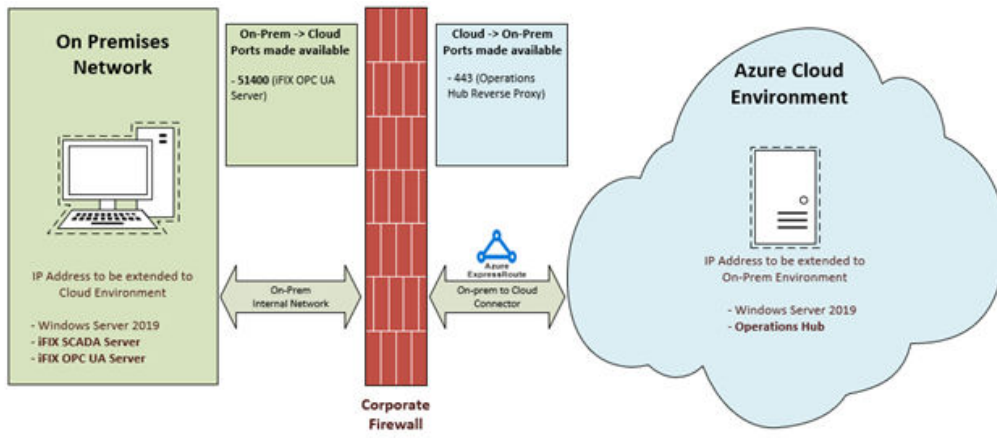 On Premises
Network
IP Address to be extended to
Cloud Environment
- Windows Server 2019
- iFIX SCADA Server
- iFIX OPC UA Server
On-Prem -> Cloud
Ports made available
- 51400 (iFIX OPC UA
Server)
On-Prem
Internal Network
Corporate
Firewall
Cloud -> On-Prem
Ports made available
- 443 (Operations
Hub Reverse Proxy)
Azure
ExpressRoute
On-prem to Cloud
Connector
Azure Cloud
Environment
IP Address to be extended to
On-Prem Environment
- Windows Server 2019
- Operations Hub